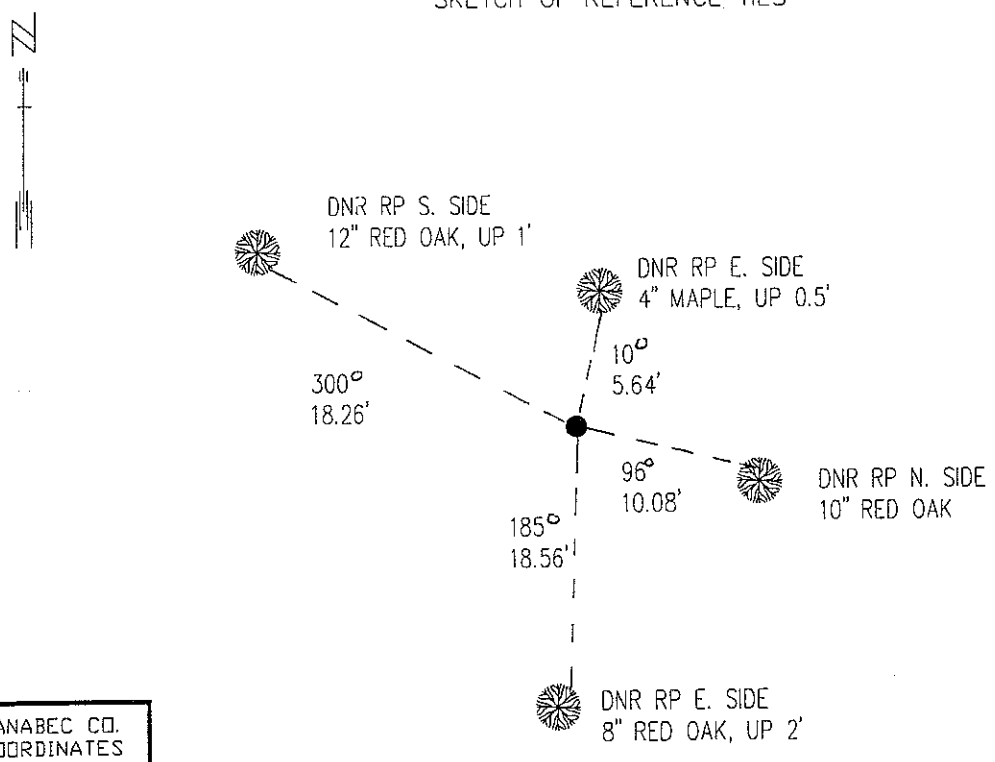 SKETCH OF REFERENCE TIES
N
DNR RP S. SIDE
12" RED OAK, UP 1'
DNR RP E. SIDE
4" MAPLE, UP 0.5'
10°
5.64'
300°
18.26'
96°
10.08'
DNR RP N. SIDE
10" RED OAK
185°
18.56'
DNR RP E. SIDE
8" RED OAK, UP 2'
ANABEC CO.
OORDINATES